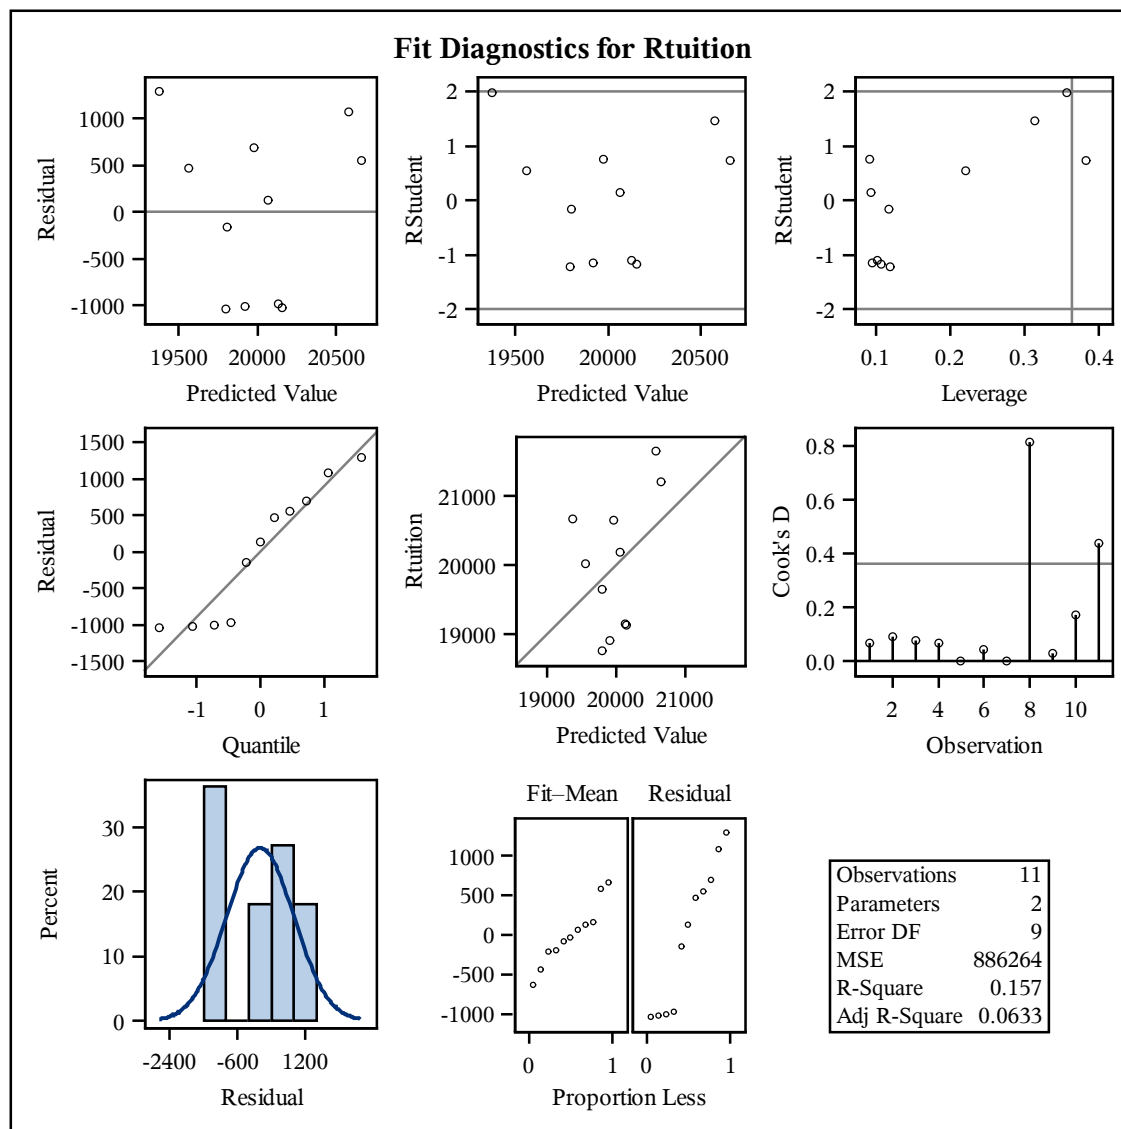 Fit Diagnostics for Rtuition
Residual
1000
500
0
-500
-1000
19500 20000 20500
Predicted Value
RStudent
2
1
0
-1
-2
19500 20000 20500
Predicted Value
RStudent
2
1
0
-1
-2
0.1 0.2 0.3 0.4
Leverage
Residual
1500
1000
500
0
-500
-1000
-1500
-1 0 1
Quantile
Rtuition
21000
20000
19000
19000 20000 21000
Predicted Value
Cook's D
0.8
0.6
0.4
0.2
0.0
2 4 6 8 10
Observation
Percent
30
20
10
0
-2400 -600 1200
Residual
Fit–Mean Residual
1000
500
0
-500
-1000
0 1 0 1
Proportion Less
Observations 11
Parameters 2
Error DF 9
MSE 886264
R-Square 0.157
Adj R-Square 0.0633